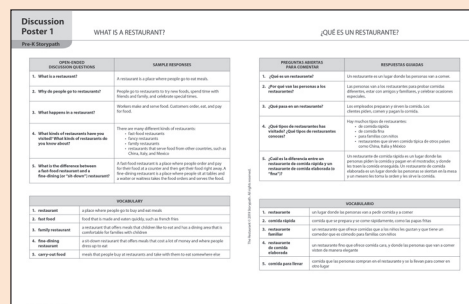 Discussion
Poster 1
WHAT IS A RESTAURANT?
¿QUÉ ES UN RESTAURANTE?
Pre-K Storypath
OPEN-ENDED
DISCUSSION QUESTIONS
SAMPLE RESPONSES
1. What is a restaurant?
A restaurant is a place where people go to eat meals.
2. Why do people go to restaurants?
People go to restaurants to try new foods, spend time with
friends and family, and celebrate special times.
3. What happens in a restaurant?
Workers make and serve food. Customers order, eat, and pay
for food.
4. What kinds of restaurants have you
visited? What kinds of restaurants do
you know about?
There are many different kinds of restaurants:
• fast food restaurants
• fancy restaurants
• family restaurants
• restaurants that serve food from other countries, such as
China, Italy, and Mexico
5. What is the difference between
a fast-food restaurant and a
fine-dining (or "sit-down") restaurant?
A fast-food restaurant is a place where people order and pay
for their food at a counter and then get their food right away. A
fine-dining restaurant is a place where people sit at tables and
a waiter or waitress takes the food orders and serves the food.
VOCABULARY
1. restaurant
a place where people go to buy and eat meals
2. fast food
food that is made and eaten quickly, such as french fries
3. family restaurant
a restaurant that offers meals that children like to eat and has a dining area that is
comfortable for families with children
4. fine-dining
restaurant
a sit-down restaurant that offers meals that cost a lot of money and where people
dress up to eat
5. carry-out food
meals that people buy at restaurants and take with them to eat somewhere else
PREGUNTAS ABIERTAS
PARA COMENTAR
RESPUESTAS GUIADAS
1. ¿Qué es un restaurante?
Un restaurante es un lugar donde las personas van a comer.
2. ¿Por qué van las personas a los
restaurantes?
Las personas van a los restaurantes para probar comidas
diferentes, estar con amigos y familiares, y celebrar ocasiones
especiales.
3. ¿Qué pasa en un restaurante?
Los empleados preparan y sirven la comida. Los
clientes piden, comen y pagan la comida.
4. ¿Qué tipos de restaurantes has
visitado? ¿Qué tipos de restaurantes
conoces?
Hay muchos tipos de restaurantes:
• de comida rápida
• de comida fina
• para familias con niños
• restaurantes que sirven comida típica de otros países
como China, Italia y México
5. ¿Cuál es la diferencia entre un
restaurante de comida rápida y un
restaurante de comida elaborada (o
"fina")?
Un restaurante de comida rápida es un lugar donde las
personas piden la comida y pagan en el mostrador, y donde
les traen la comida enseguida. Un restaurante de comida
elaborada es un lugar donde las personas se sientan en la mesa
y un mesero les toma la orden y les sirve la comida.
VOCABULARIO
1. restaurante
un lugar donde las personas van a pedir comida y a comer
2. comida rápida
comida que se prepara y se come rápidamente, como las papas fritas
3. restaurante
familiar
un restaurante que ofrece comidas que a los niños les gustan y que tiene un
comedor que es cómodo para familias con niños
4. restaurante
de comida
elaborada
un restaurante fino que ofrece comida cara, y donde las personas que van a comer
visten de manera elegante
5. comida para llevar
comida que las personas compran en el restaurante y se la llevan para comer en
otro lugar